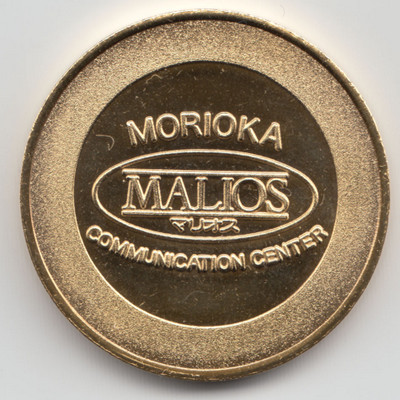 MORIOKA
MALIOS
マリオス
COMMUNICATION CENTER